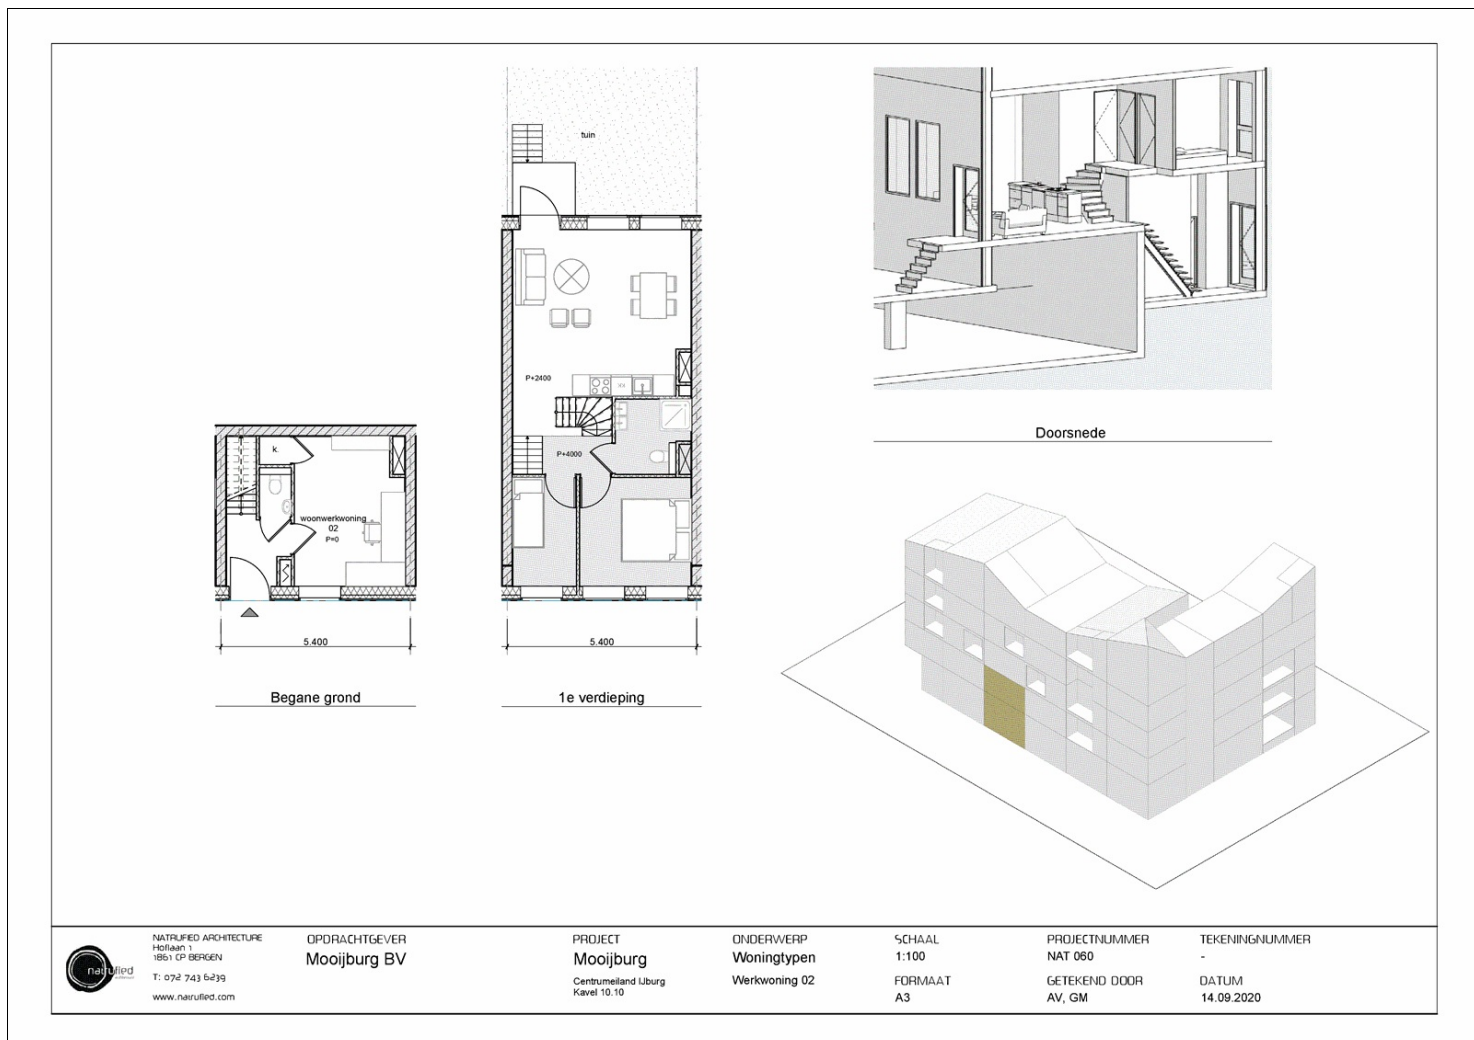 tuin
P+2400
P+4000
k.
woonwerkwoning
02
P=0
5.400
5.400
Begane grond
1e verdieping
Doorsnede
natrufied
NATRUFIED ARCHITECTURE
Hoflaan 1
1861 CP BERGEN
T: 072 743 6239
www.natrufied.com
OPDRACHTGEVER
Mooijburg BV
PROJECT
Mooijburg
Centrumeiland IJburg
Kavel 10.10
ONDERWERP
Woningtypen
Werkwoning 02
SCHAAL
1:100
FORMAAT
A3
PROJECTNUMMER
NAT 060
GETEKEND DOOR
AV, GM
TEKENINGNUMMER
-
DATUM
14.09.2020